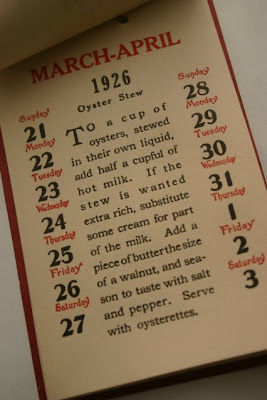 MARCH-APRIL
1926
Oyster Stew
Sunday
21
Monday
22
Tuesday
23
Wednesday
24
Thursday
25
Friday
26
Saturday
27
To a cup of
oysters, stewed
in their own liquid,
add half a cupful of
hot milk. If the
stew is wanted
extra rich, substitute
some cream for part
of the milk. Add a
piece of butter the size
of a walnut, and sea-
son to taste with salt
and pepper. Serve
with oysterettes.
Sunday
28
Monday
29
Tuesday
30
Wednesday
31
Thursday
1
Friday
2
Saturday
3